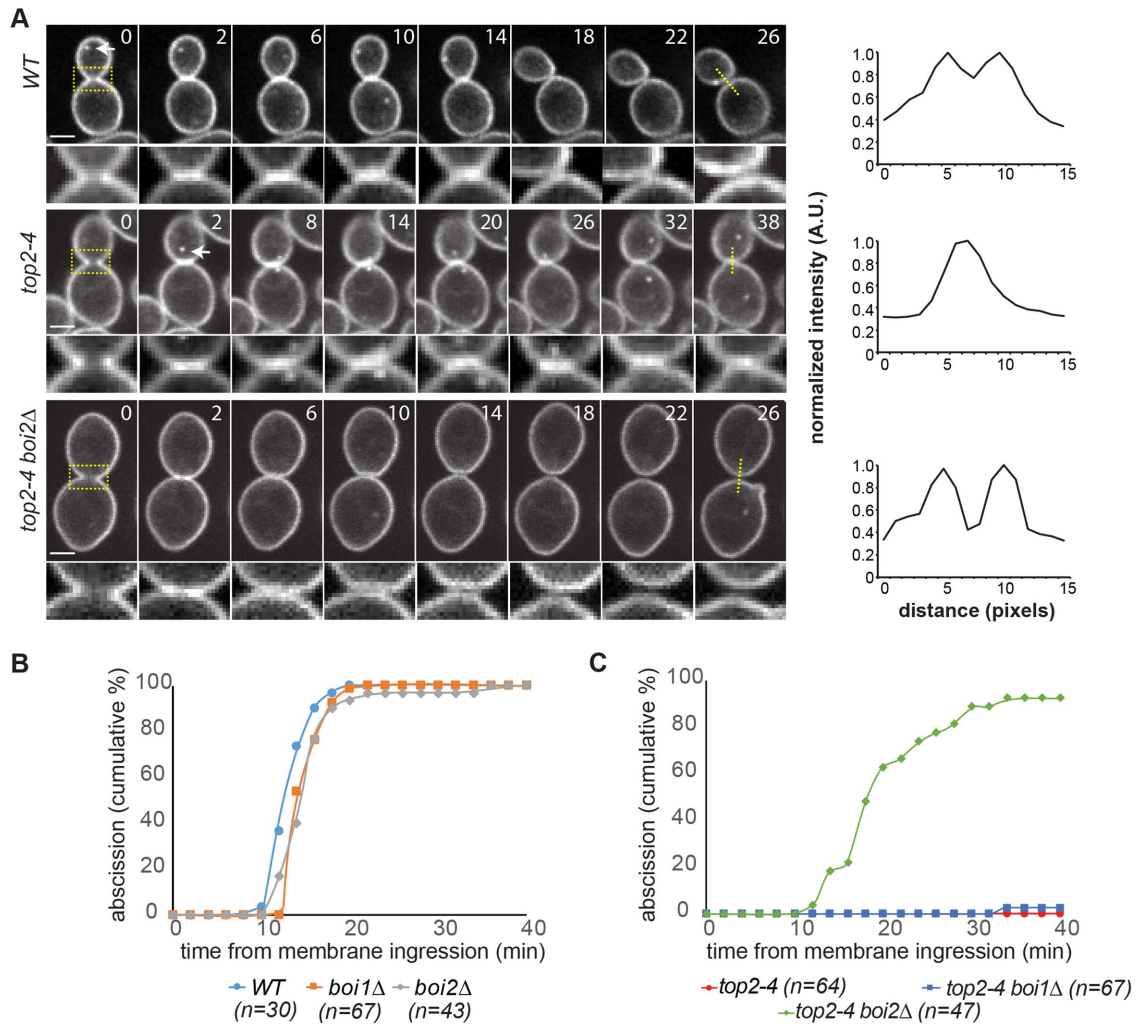 A
WT
0 2 6 10 14 18 22 26
top2-4
0 2 8 14 20 26 32 38
top2-4 boi2Δ
0 2 6 10 14 18 22 26
normalized intensity (A.U.)
1.0
0.8
0.6
0.4
0.2
0
0 5 10 15
1.0
0.8
0.6
0.4
0.2
0
0 5 10 15
1.0
0.8
0.6
0.4
0.2
0
0 5 10 15
distance (pixels)
B
abscission (cumulative %)
100
80
60
40
20
0
0 10 20 30 40
time from membrane ingression (min)
WT boi1Δ boi2Δ
(n=30) (n=67) (n=43)
C
abscission (cumulative %)
100
80
60
40
20
0
0 10 20 30 40
time from membrane ingression (min)
top2-4 (n=64) top2-4 boi1Δ (n=67)
top2-4 boi2Δ (n=47)